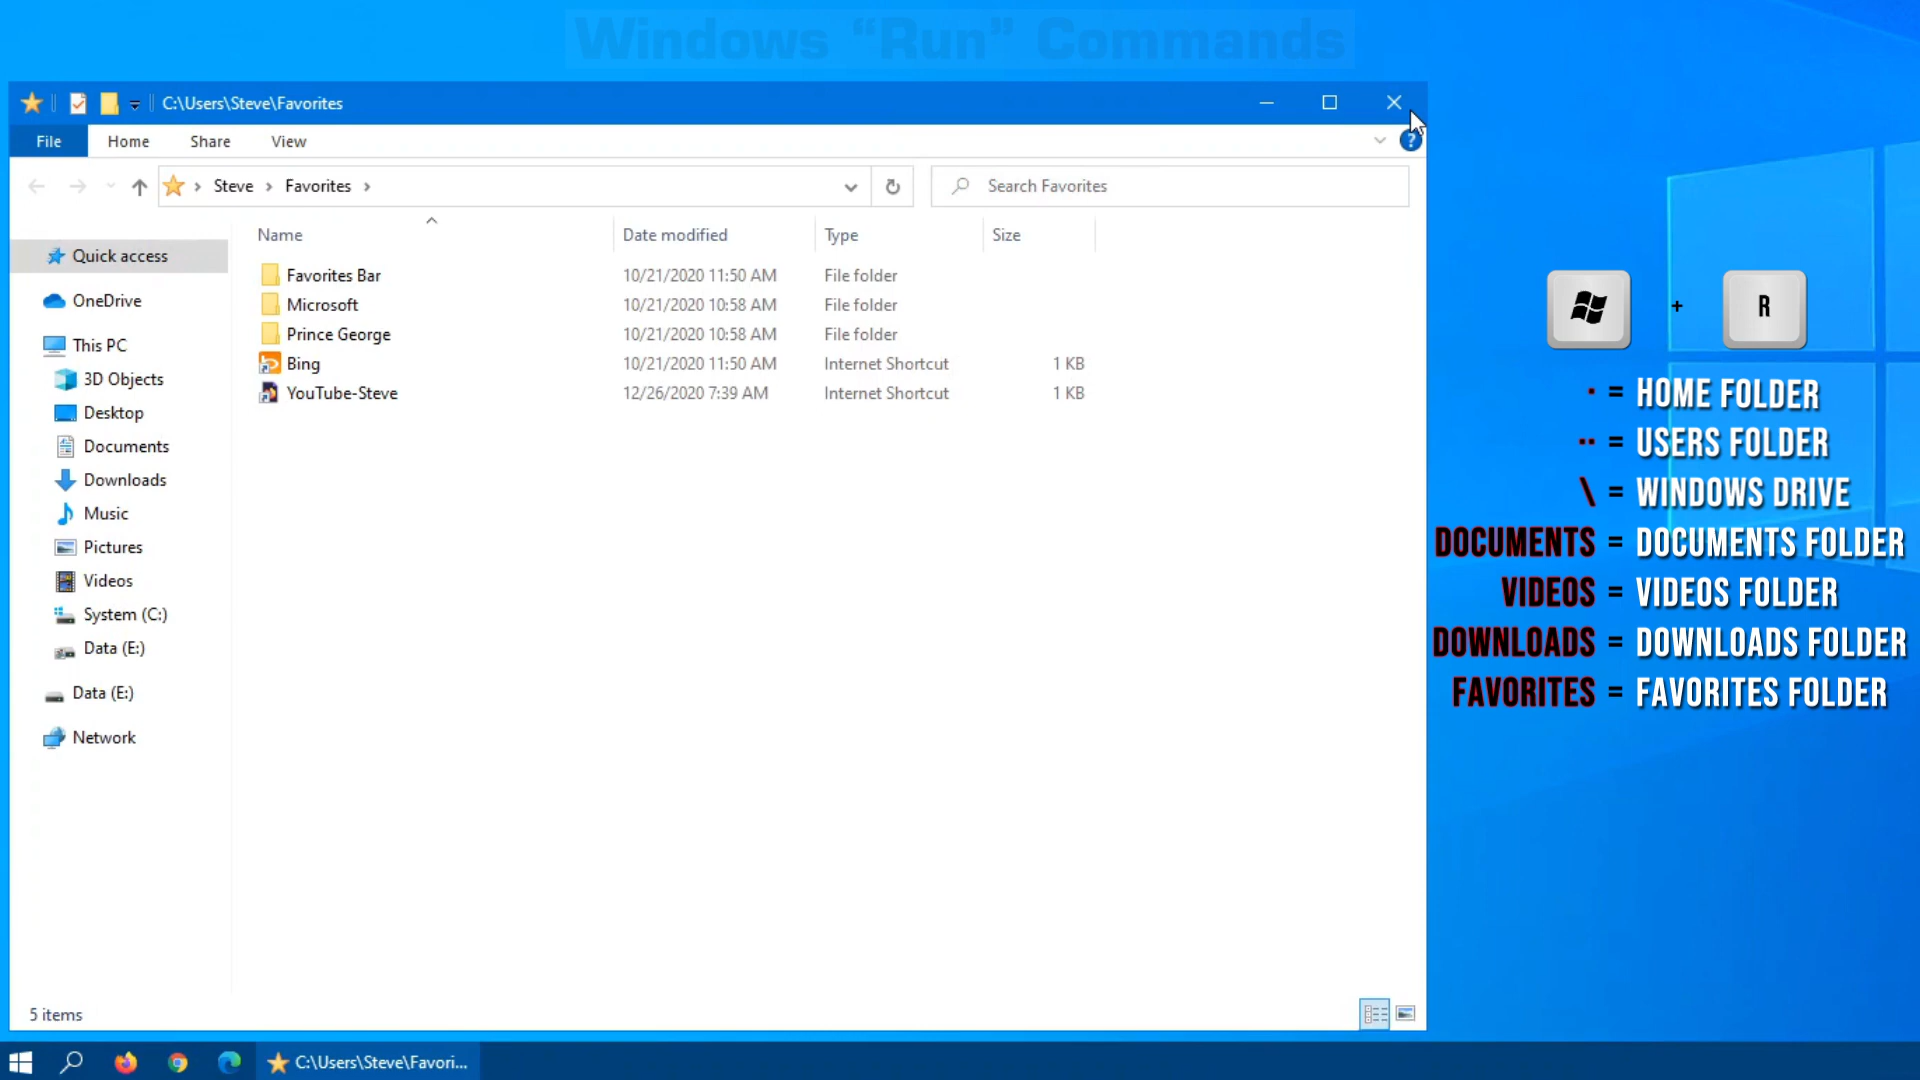 Windows “Run” Commands
C:\Users\Steve\Favorites
File Home Share View
Steve Favorites
Search Favorites
Name Date modified Type Size
Favorites Bar 10/21/2020 11:50 AM File folder
Microsoft 10/21/2020 10:58 AM File folder
Prince George 10/21/2020 10:58 AM File folder
Bing 10/21/2020 11:50 AM Internet Shortcut 1 KB
YouTube-Steve 12/26/2020 7:39 AM Internet Shortcut 1 KB
Quick access
OneDrive
This PC
3D Objects
Desktop
Documents
Downloads
Music
Pictures
Videos
System (C:)
Data (E:)
Data (E:)
Network
5 items
+ R
. = HOME FOLDER
.. = USERS FOLDER
\ = WINDOWS DRIVE
DOCUMENTS = DOCUMENTS FOLDER
VIDEOS = VIDEOS FOLDER
DOWNLOADS = DOWNLOADS FOLDER
FAVORITES = FAVORITES FOLDER
C:\Users\Steve\Favori...